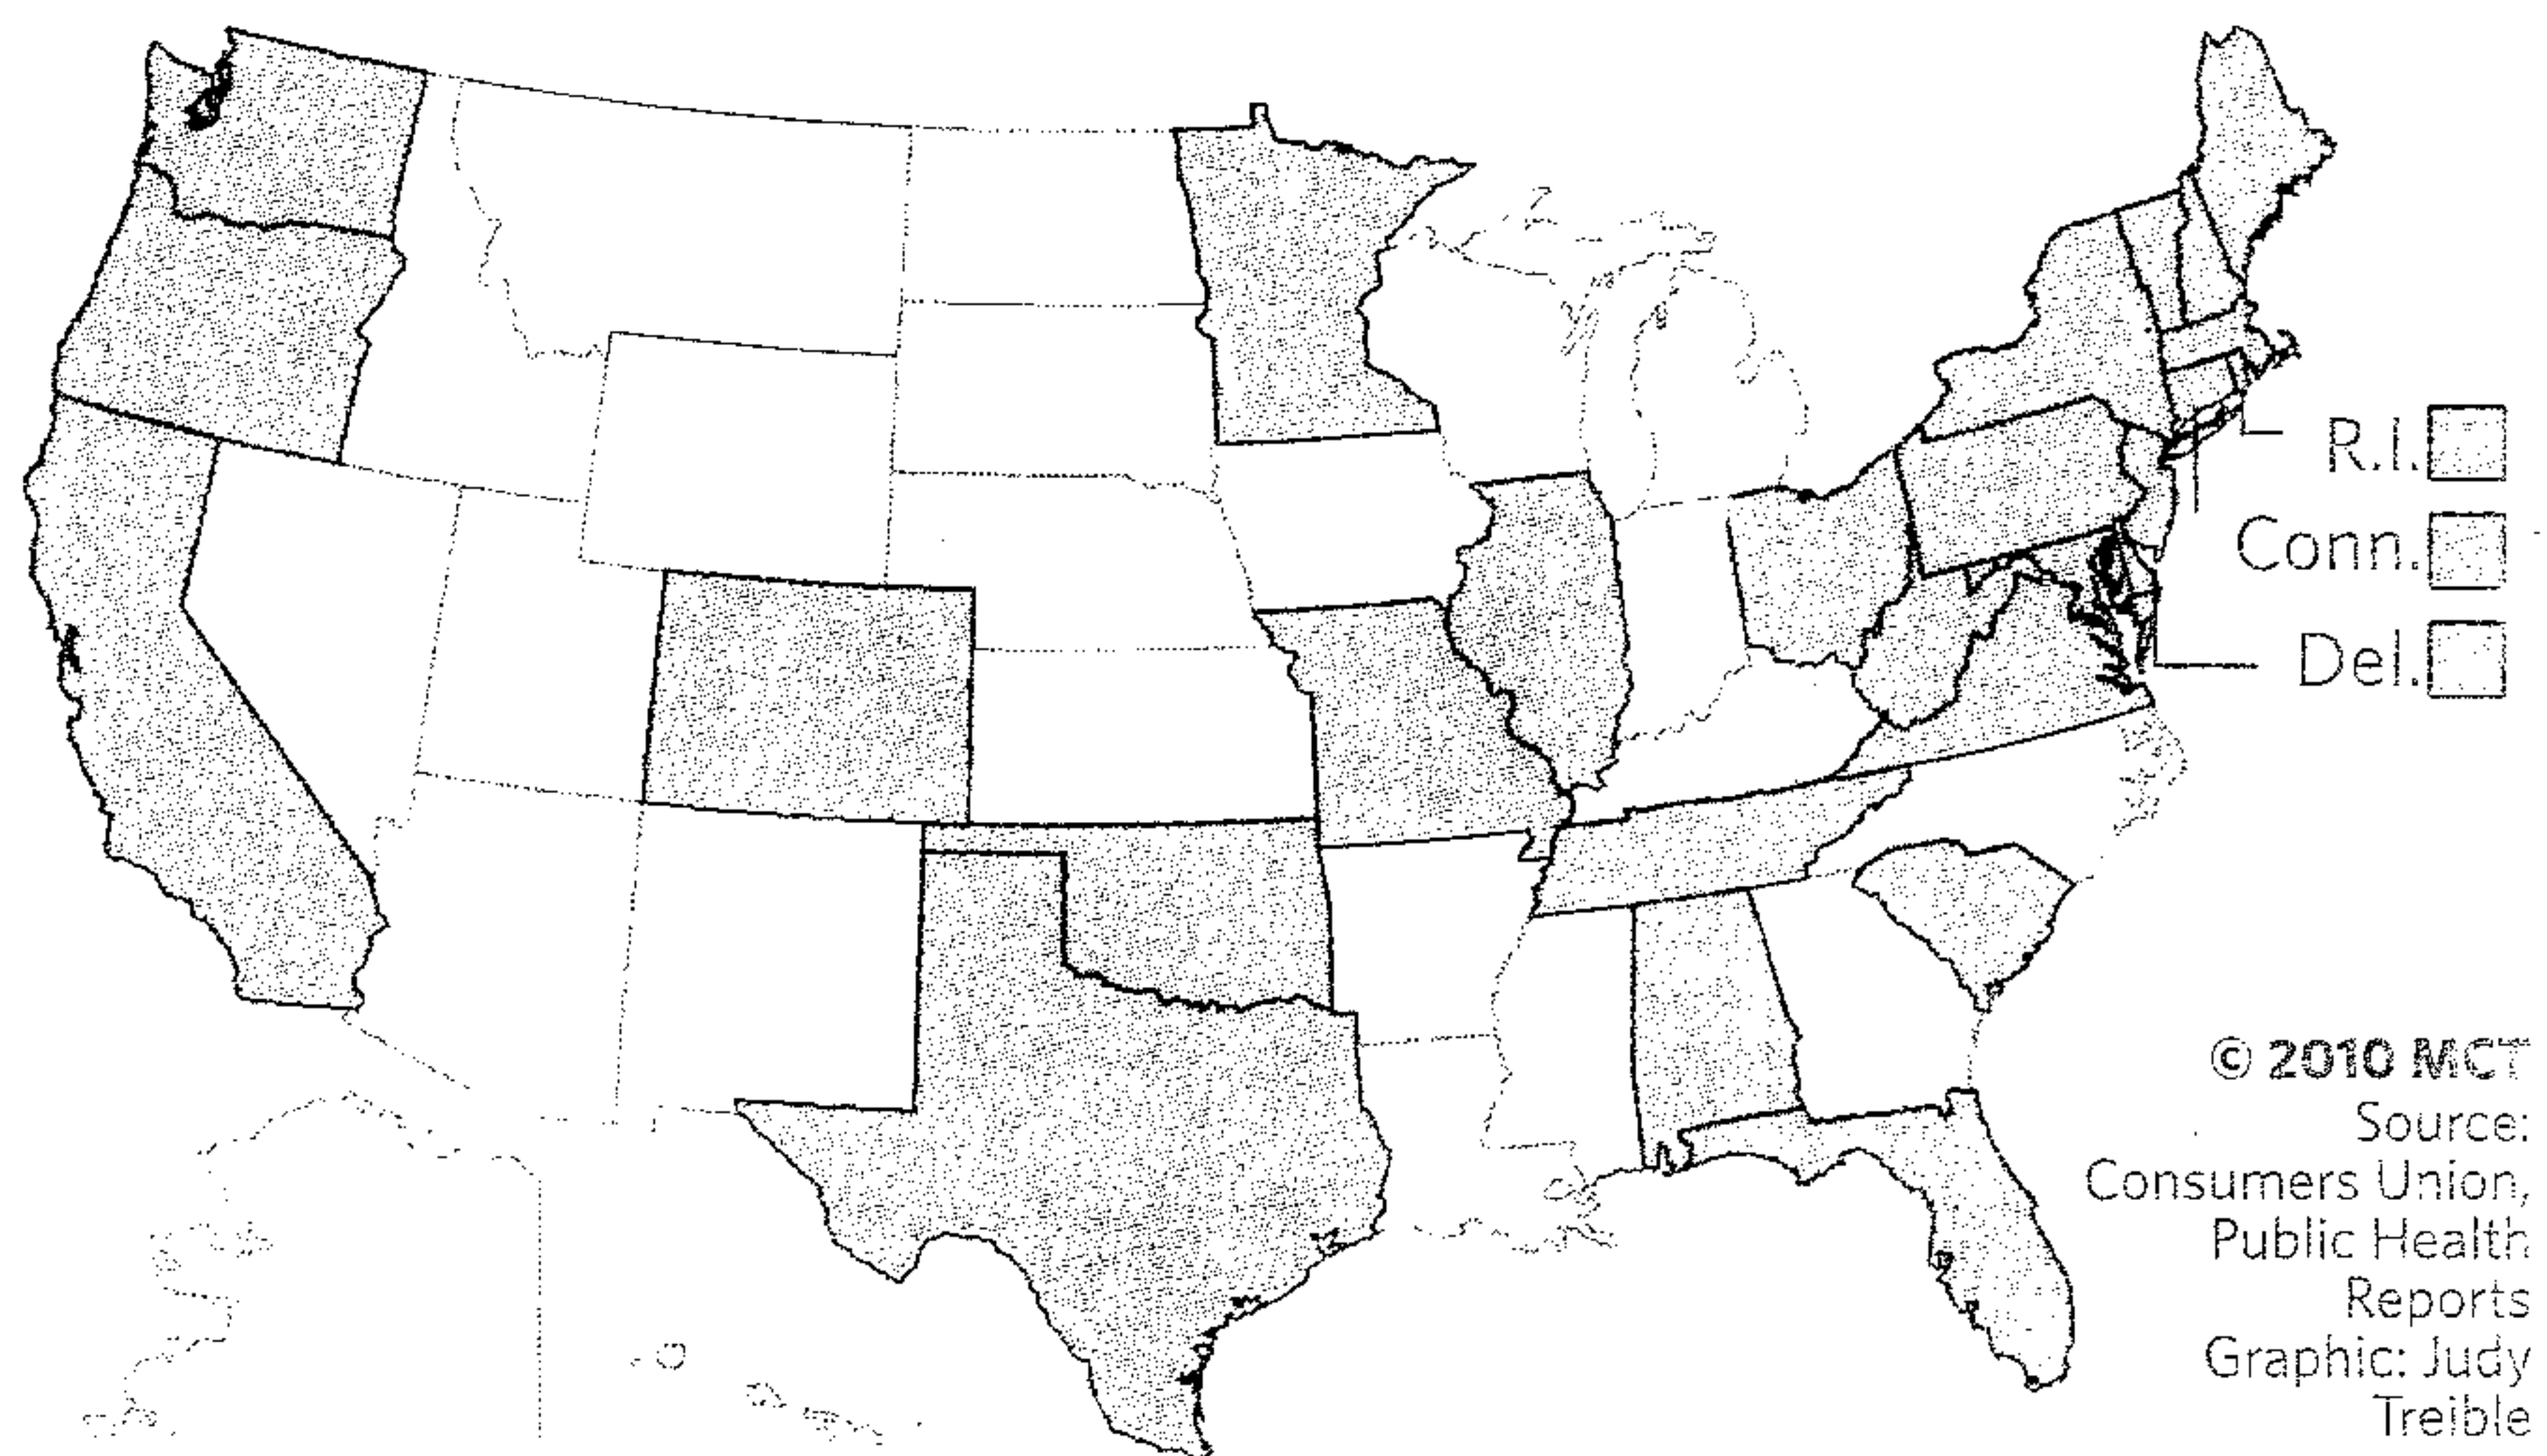 R.I.
Conn.
Del.
© 2010 MCT
Source:
Consumers Union,
Public Health
Reports
Graphic: Judy
Treible